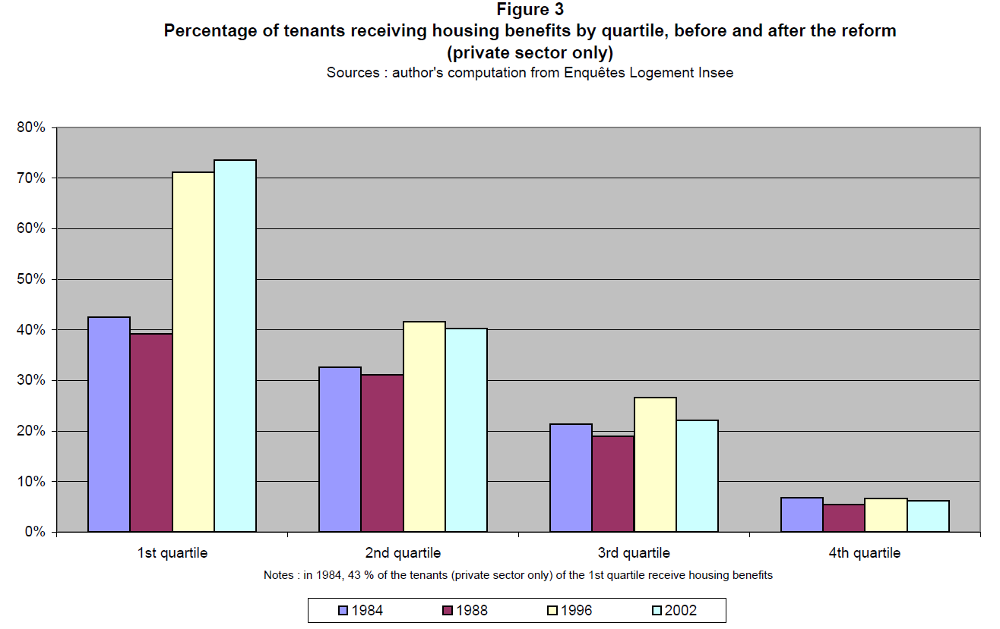 Figure 3
Percentage of tenants receiving housing benefits by quartile, before and after the reform
(private sector only)
Sources : author's computation from Enquêtes Logement Insee
80%
70%
60%
50%
40%
30%
20%
10%
0%
1st quartile 2nd quartile 3rd quartile 4th quartile
Notes : in 1984, 43 % of the tenants (private sector only) of the 1st quartile receive housing benefits
1984 1988 1996 2002